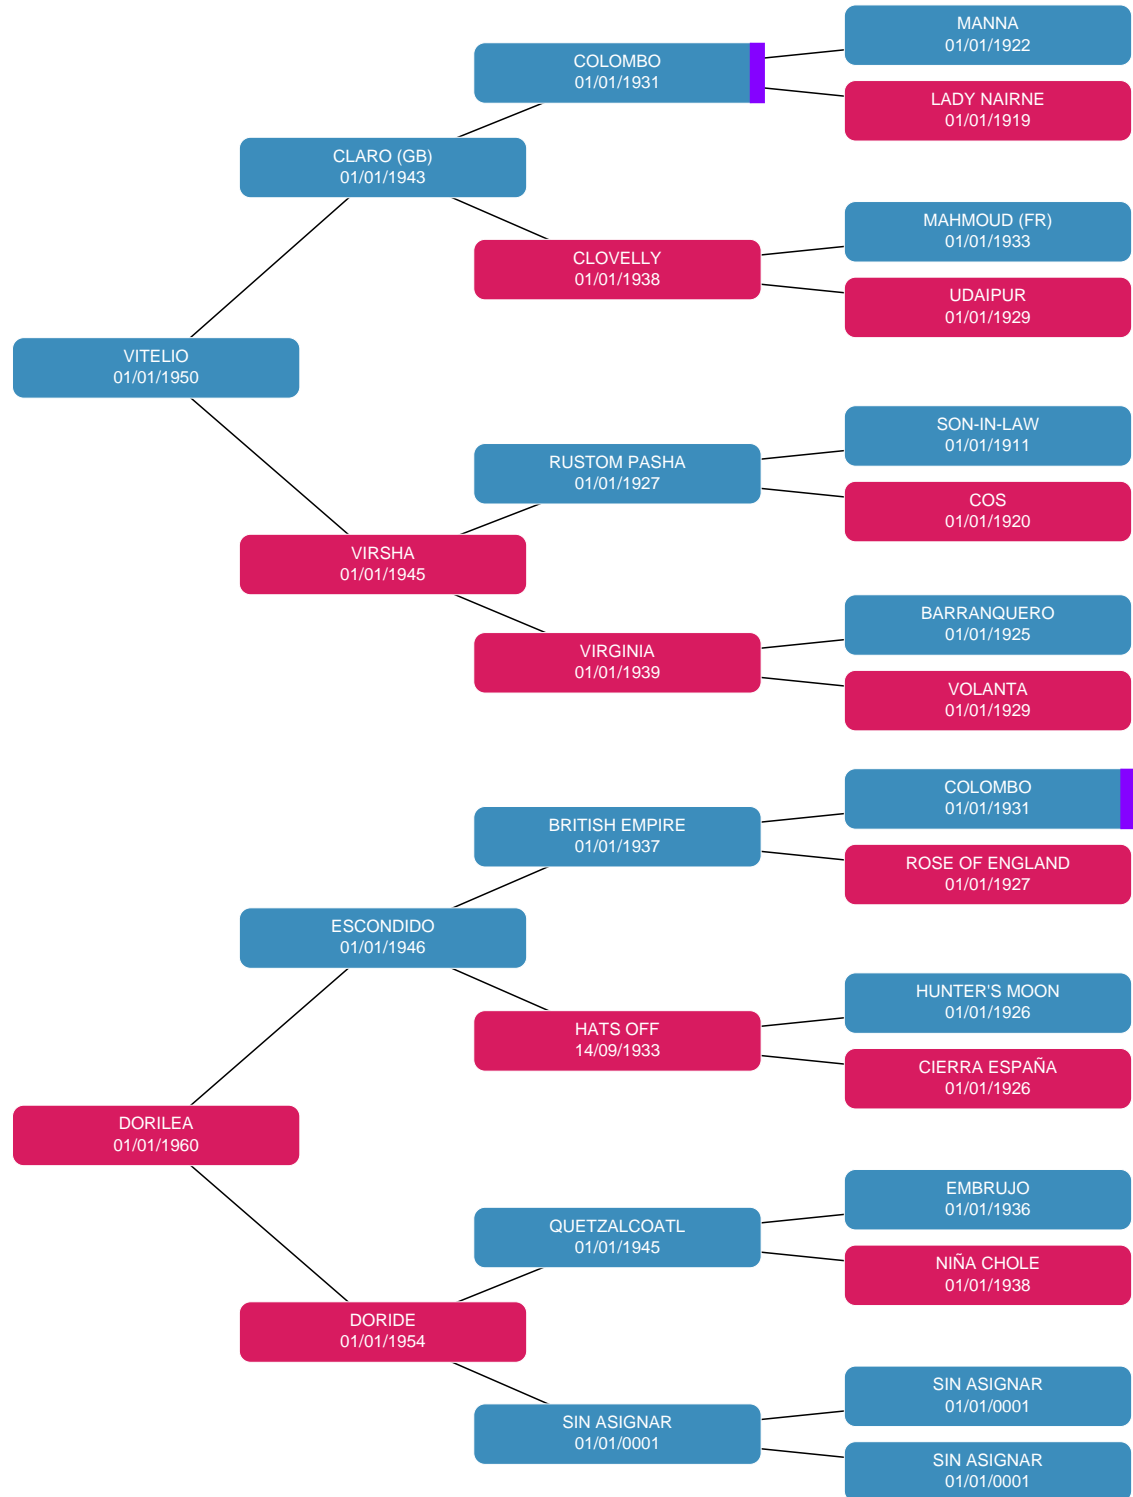 MANNA
01/01/1922
COLOMBO
01/01/1931
LADY NAIRNE
01/01/1919
CLARO (GB)
01/01/1943
MAHMOUD (FR)
01/01/1933
CLOVELLY
01/01/1938
UDAIPUR
01/01/1929
VITELIO
01/01/1950
SON-IN-LAW
01/01/1911
RUSTOM PASHA
01/01/1927
COS
01/01/1920
VIRSHA
01/01/1945
BARRANQUERO
01/01/1925
VIRGINIA
01/01/1939
VOLANTA
01/01/1929
COLOMBO
01/01/1931
BRITISH EMPIRE
01/01/1937
ROSE OF ENGLAND
01/01/1927
ESCONDIDO
01/01/1946
HUNTER'S MOON
01/01/1926
HATS OFF
14/09/1933
CIERRA ESPAÑA
01/01/1926
DORILEA
01/01/1960
EMBRUJO
01/01/1936
QUETZALCOATL
01/01/1945
NIÑA CHOLE
01/01/1938
DORIDE
01/01/1954
SIN ASIGNAR
01/01/0001
SIN ASIGNAR
01/01/0001
SIN ASIGNAR
01/01/0001